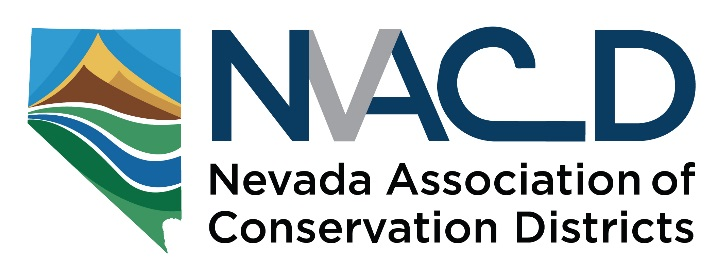 NVACD
Nevada Association of
Conservation Districts